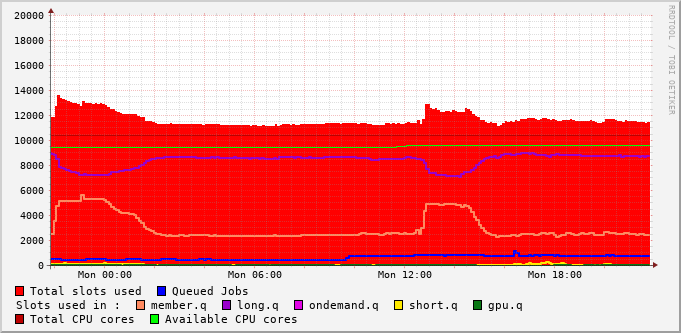 20000
18000
16000
14000
12000
10000
8000
6000
4000
2000
0
Mon 00:00 Mon 06:00 Mon 12:00 Mon 18:00
Total slots used Queued Jobs
Slots used in : member.q long.q ondemand.q short.q gpu.q
Total CPU cores Available CPU cores
RRDTOOL / TOBI OETIKER